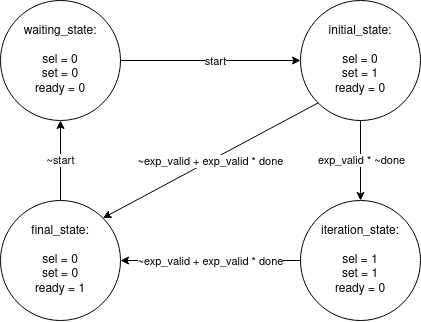 waiting_state:
sel = 0
set = 0
ready = 0
start
initial_state:
sel = 0
set = 1
ready = 0
~start
~exp_valid + exp_valid * done
exp_valid * ~done
final_state:
sel = 0
set = 0
ready = 1
~exp_valid + exp_valid * done
iteration_state:
sel = 1
set = 1
ready = 0